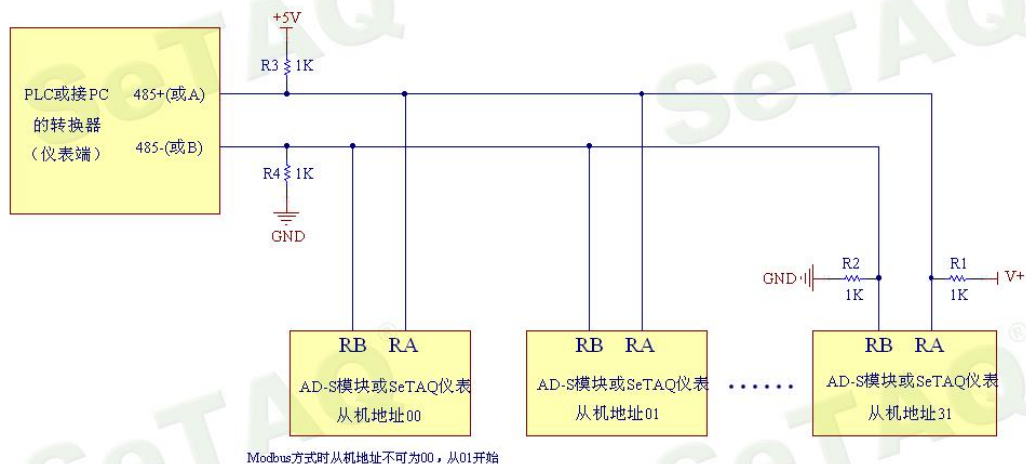 +5V
R3 1K
PLC或接PC 485+(或A)
的转换器
(仪表端) 485-(或B)
R4 1K
GND
GND R2 R1 V+
1K 1K
RB RA RB RA RB RA
AD-S模块或SeTAQ仪表 AD-S模块或SeTAQ仪表 AD-S模块或SeTAQ仪表
从机地址00 从机地址01 ...... 从机地址31
Modbus方式时从机地址不可为00，从01开始
SeTAQ
SeTAQ
SeTAQ®
SeTAQ®